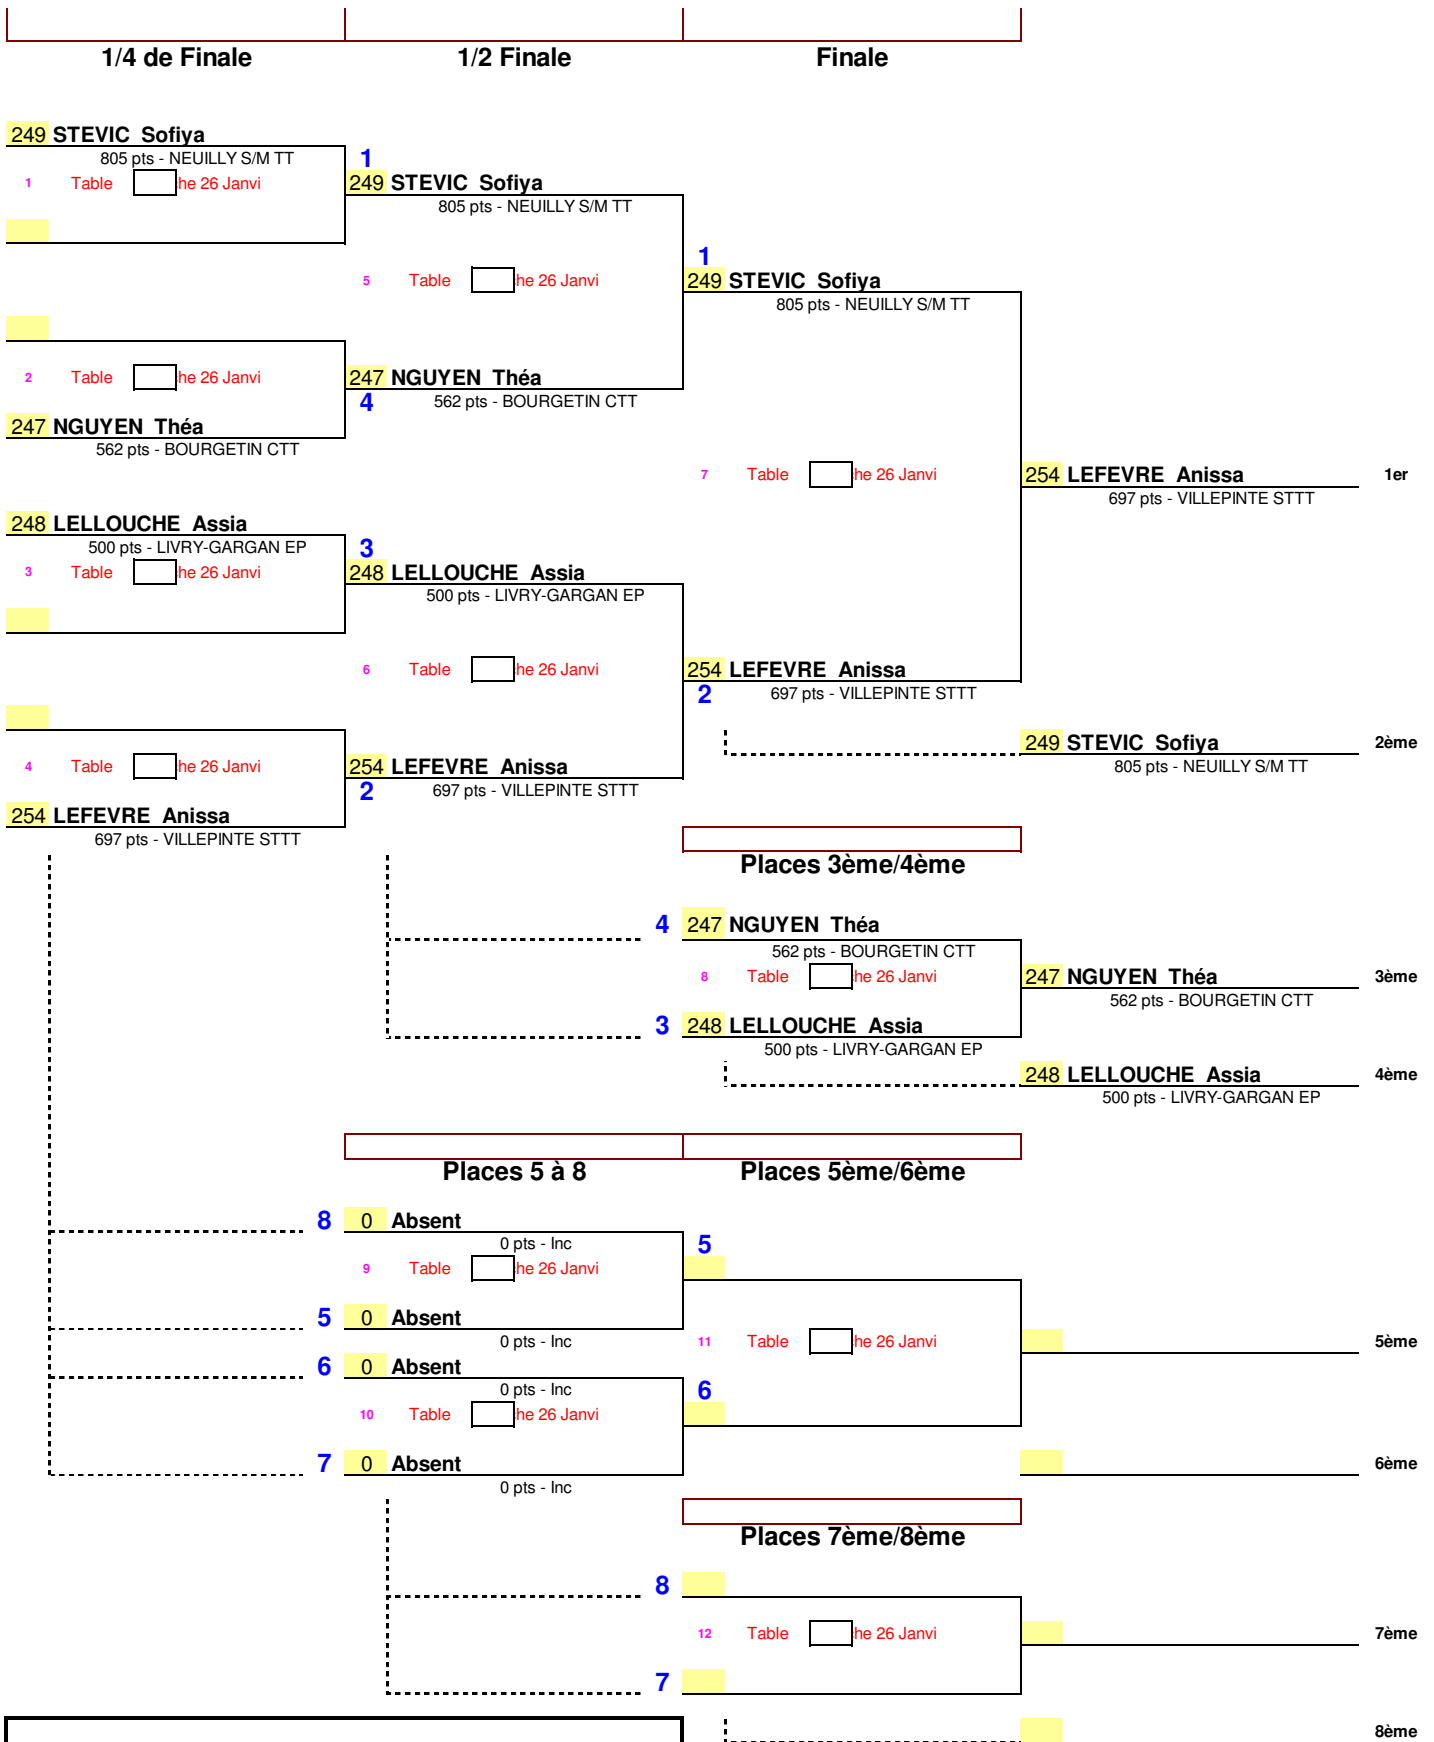 1/4 de Finale 1/2 Finale Finale
249 STEVIC Sofiya
805 pts - NEUILLY S/M TT 1
1 Table he 26 Janvi 249 STEVIC Sofiya
805 pts - NEUILLY S/M TT
1
5 Table he 26 Janvi 249 STEVIC Sofiya
805 pts - NEUILLY S/M TT
2 Table he 26 Janvi 247 NGUYEN Théa
4 562 pts - BOURGETIN CTT
247 NGUYEN Théa
562 pts - BOURGETIN CTT
7 Table he 26 Janvi 254 LEFEVRE Anissa 1er
697 pts - VILLEPINTE STTT
248 LELLOUCHE Assia
500 pts - LIVRY-GARGAN EP 3
3 Table he 26 Janvi 248 LELLOUCHE Assia
500 pts - LIVRY-GARGAN EP
6 Table he 26 Janvi 254 LEFEVRE Anissa
2 697 pts - VILLEPINTE STTT
249 STEVIC Sofiya 2ème
805 pts - NEUILLY S/M TT
4 Table he 26 Janvi 254 LEFEVRE Anissa
2 697 pts - VILLEPINTE STTT
254 LEFEVRE Anissa
697 pts - VILLEPINTE STTT
Places 3ème/4ème
4 247 NGUYEN Théa
562 pts - BOURGETIN CTT
8 Table he 26 Janvi 247 NGUYEN Théa 3ème
562 pts - BOURGETIN CTT
3 248 LELLOUCHE Assia
500 pts - LIVRY-GARGAN EP
248 LELLOUCHE Assia 4ème
500 pts - LIVRY-GARGAN EP
Places 5 à 8 Places 5ème/6ème
8 0 Absent
0 pts - Inc 5
9 Table he 26 Janvi
5 0 Absent
0 pts - Inc 11 Table he 26 Janvi 5ème
6 0 Absent
0 pts - Inc 6
10 Table he 26 Janvi
7 0 Absent 6ème
0 pts - Inc
Places 7ème/8ème
8
12 Table he 26 Janvi 7ème
7
8ème